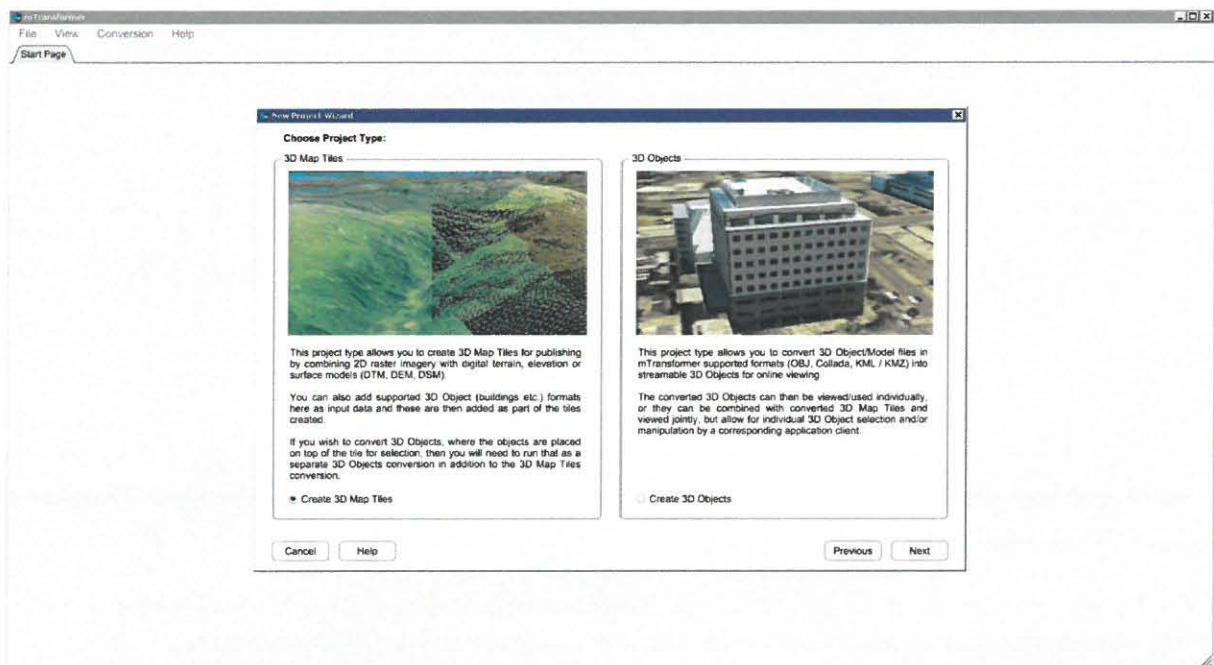 mTransformer
File View Conversion Help
Start Page
New Project Wizard
Choose Project Type:
3D Map Tiles
This project type allows you to create 3D Map Tiles for publishing
by combining 2D raster imagery with digital terrain, elevation or
surface models (DTM, DEM, DSM).
You can also add supported 3D Object (buildings etc.) formats
here as input data and these are then added as part of the tiles
created.
If you wish to convert 3D Objects, where the objects are placed
on top of the tile for selection, then you will need to run that as a
separate 3D Objects conversion in addition to the 3D Map Tiles
conversion.
Create 3D Map Tiles
3D Objects
This project type allows you to convert 3D Object/Model files in
mTransformer supported formats (OBJ, Collada, KML / KMZ) into
streamable 3D Objects for online viewing
The converted 3D Objects can then be viewed/used individually,
or they can be combined with converted 3D Map Tiles and
viewed jointly, but allow for individual 3D Object selection and/or
manipulation by a corresponding application client.
Create 3D Objects
Cancel Help Previous Next